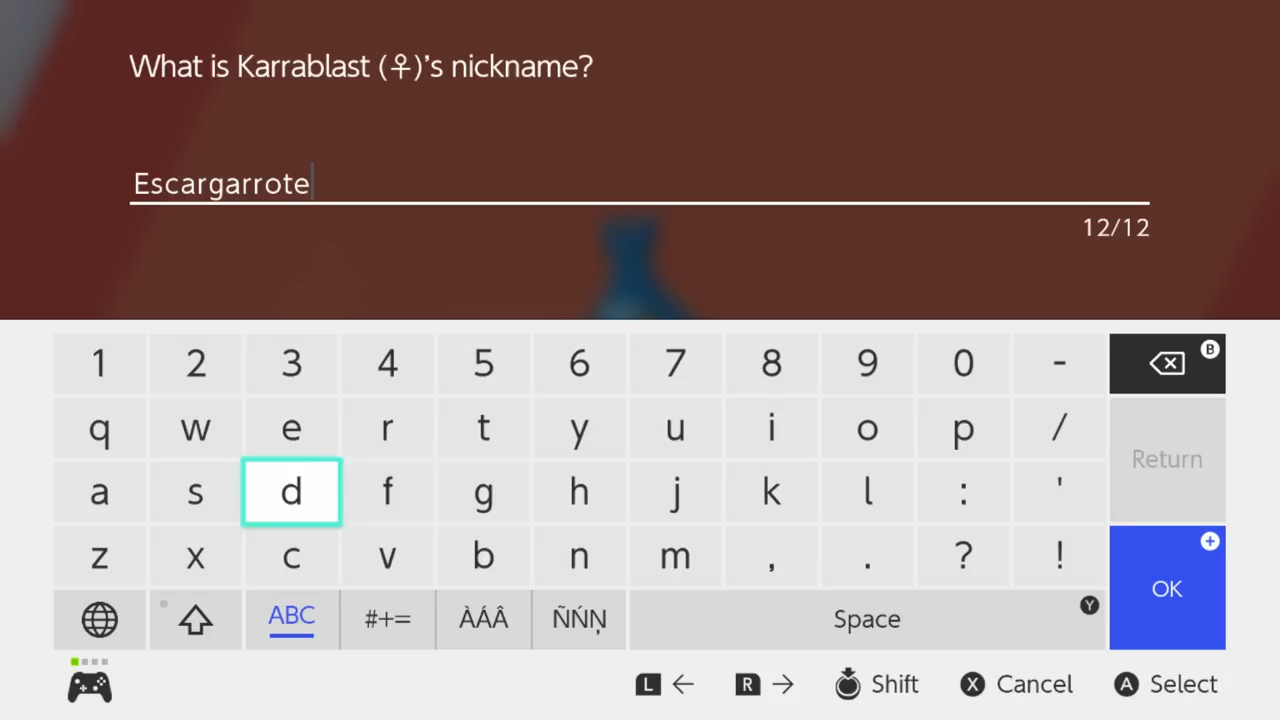 What is Karrablast (♀)'s nickname?
Escargarrote
12/12
1 2 3 4 5 6 7 8 9 0 - B
q w e r t y u i o p / Return
a s d f g h j k l : '
z x c v b n m , . ? ! OK +
ABC #+= ÀÁÂ ÑŃŅ Space Y
L ← R → Shift X Cancel A Select